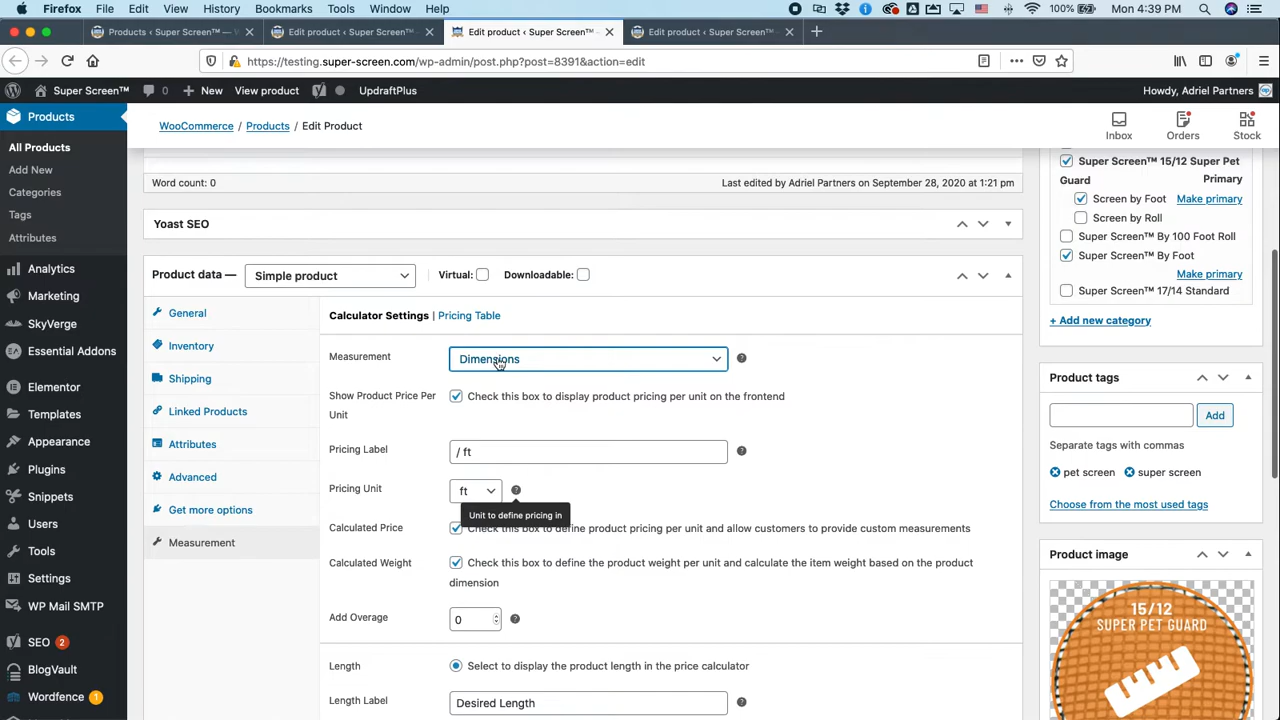 Firefox File Edit View History Bookmarks Tools Window Help 100% Mon 4:39 PM
Products ‹ Super Screen™ — W Edit product ‹ Super Screen™ Edit product ‹ Super Screen™ – Edit product ‹ Super Screen™ –
https://testing.super-screen.com/wp-admin/post.php?post=8391&action=edit
Super Screen™ 0 New View product UpdraftPlus Howdy, Adriel Partners
Products
All Products
Add New
Categories
Tags
Attributes
Analytics
Marketing
SkyVerge
Essential Addons
Elementor
Templates
Appearance
Plugins
Snippets
Users
Tools
Settings
WP Mail SMTP
SEO 2
BlogVault
Wordfence 1
WooCommerce / Products / Edit Product
Inbox Orders Stock
Word count: 0 Last edited by Adriel Partners on September 28, 2020 at 1:21 pm
Yoast SEO
Product data — Simple product Virtual: Downloadable:
General
Inventory
Shipping
Linked Products
Attributes
Advanced
Get more options
Measurement
Calculator Settings | Pricing Table
Measurement Dimensions
Show Product Price Per
Unit
Check this box to display product pricing per unit on the frontend
Pricing Label / ft
Pricing Unit ft
Unit to define pricing in
Calculated Price Check this box to define product pricing per unit and allow customers to provide custom measurements
Calculated Weight Check this box to define the product weight per unit and calculate the item weight based on the product
dimension
Add Overage 0
Length Select to display the product length in the price calculator
Length Label Desired Length
Super Screen™ 15/12 Super Pet
Guard Primary
Screen by Foot Make primary
Screen by Roll
Super Screen™ By 100 Foot Roll
Super Screen™ By Foot
Make primary
Super Screen™ 17/14 Standard
+ Add new category
Product tags
Add
Separate tags with commas
pet screen super screen
Choose from the most used tags
Product image
15/12
SUPER PET GUARD